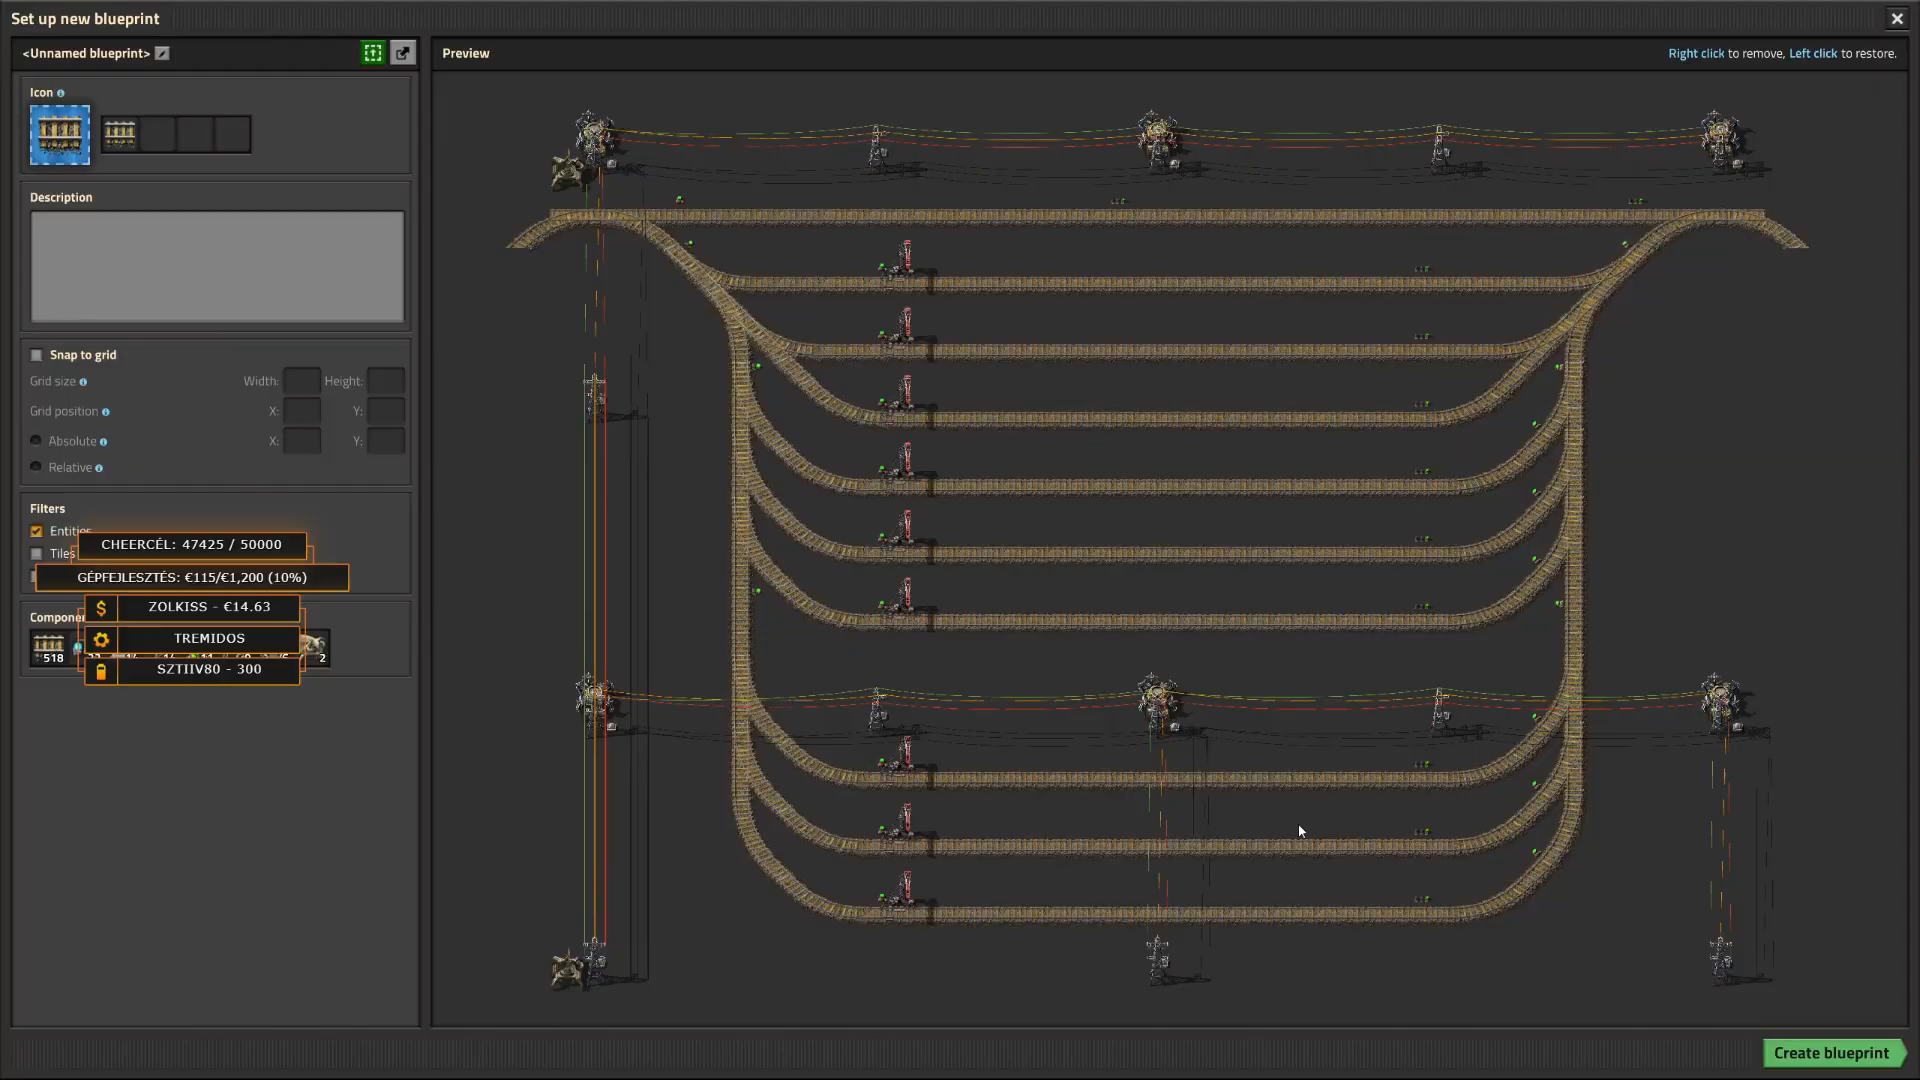 Set up new blueprint
<Unnamed blueprint>
Preview
Right click to remove, Left click to restore.
Icon
Description
Snap to grid
Grid size
Width:
Height:
Grid position
X:
Y:
Absolute
X:
Y:
Relative
Filters
Entities
CHEERCÉL: 47425 / 50000
Tiles
GÉPFEJLESZTÉS: €115/€1,200 (10%)
$ ZOLKISS - €14.63
TREMIDOS
518
2
SZTIIV80 - 300
Create blueprint